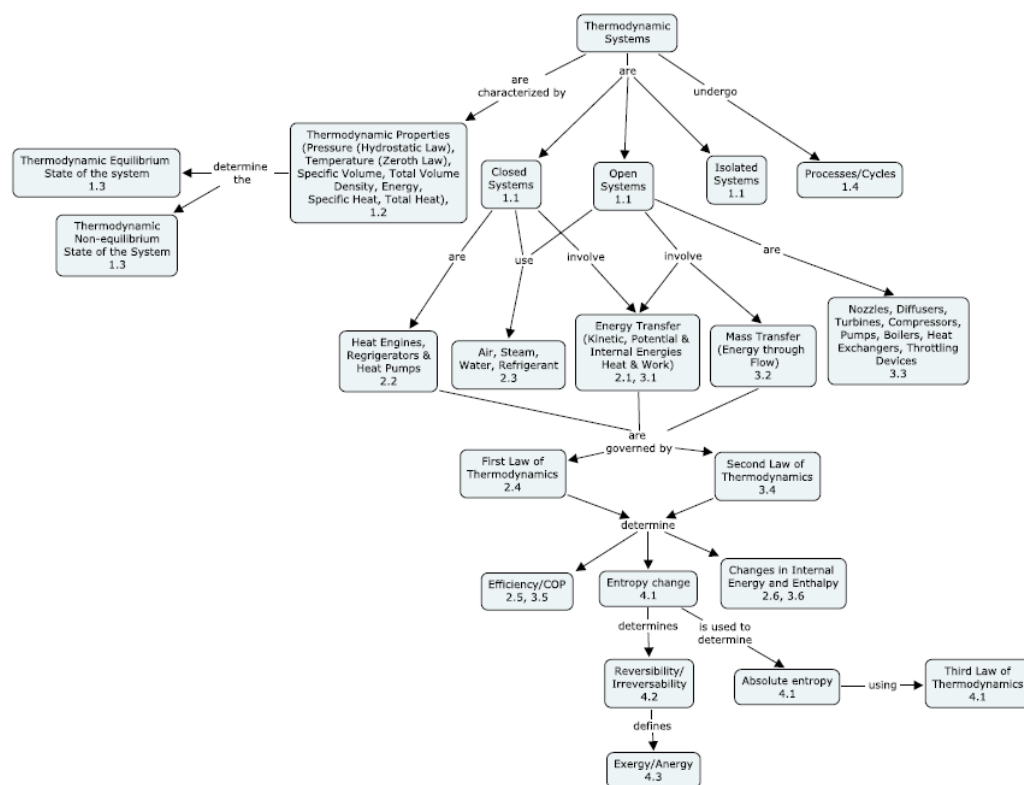 Thermodynamic
Systems
are
characterized by
are
undergo
Thermodynamic Properties
(Pressure (Hydrostatic Law),
Temperature (Zeroth Law),
Specific Volume, Total Volume
Density, Energy,
Specific Heat, Total Heat),
1.2
determine
the
Thermodynamic Equilibrium
State of the system
1.3
Thermodynamic
Non-equilibrium
State of the System
1.3
Closed
Systems
1.1
Open
Systems
1.1
Isolated
Systems
1.1
Processes/Cycles
1.4
are
use
involve
involve
are
Heat Engines,
Regrigerators &
Heat Pumps
2.2
Air, Steam,
Water, Refrigerant
2.3
Energy Transfer
(Kinetic, Potential &
Internal Energies
Heat & Work)
2.1, 3.1
Mass Transfer
(Energy through
Flow)
3.2
Nozzles, Diffusers,
Turbines, Compressors,
Pumps, Boilers, Heat
Exchangers, Throttling
Devices
3.3
are
governed by
First Law of
Thermodynamics
2.4
Second Law of
Thermodynamics
3.4
determine
Efficiency/COP
2.5, 3.5
Entropy change
4.1
Changes in Internal
Energy and Enthalpy
2.6, 3.6
determines
is used to
determine
Reversibility/
Irreversability
4.2
Absolute entropy
4.1
using
Third Law of
Thermodynamics
4.1
defines
Exergy/Anergy
4.3